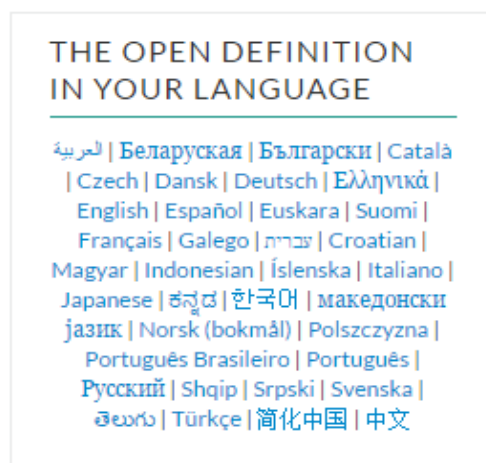 THE OPEN DEFINITION
IN YOUR LANGUAGE
العربية | Беларуская | Български | Català
| Czech | Dansk | Deutsch | Ελληνικά |
English | Español | Euskara | Suomi |
Français | Galego | עברית | Croatian |
Magyar | Indonesian | Íslenska | Italiano |
Japanese | ಕನ್ನಡ | 한국어 | македонски
јазик | Norsk (bokmål) | Polszczyzna |
Português Brasileiro | Português |
Русский | Shqip | Srpski | Svenska |
తెలుగు | Türkçe | 简化中国 | 中文